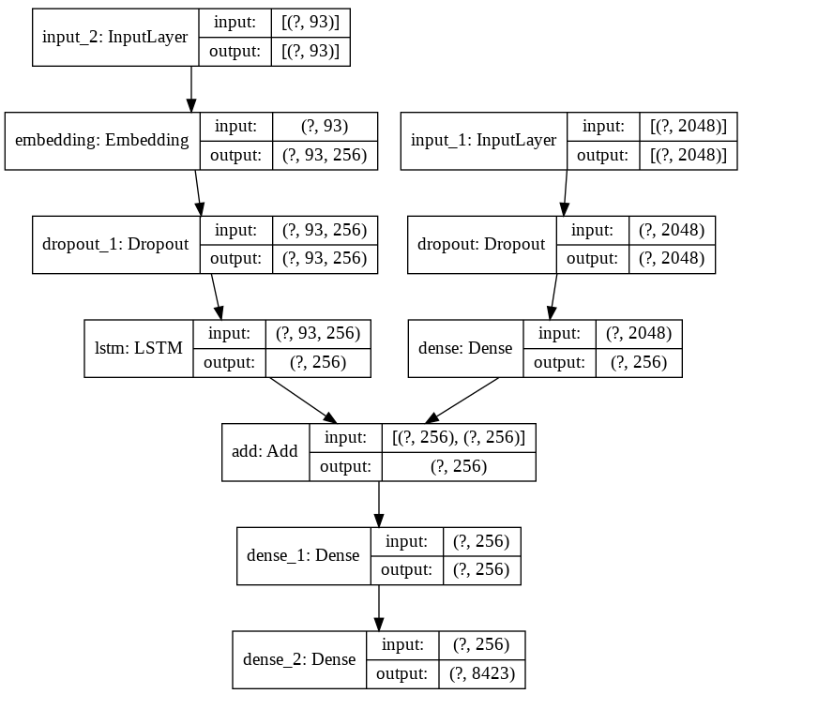 input_2: InputLayer
input: [(?, 93)]
output: [(?, 93)]
embedding: Embedding
input: (?, 93)
output: (?, 93, 256)
input_1: InputLayer
input: [(?, 2048)]
output: [(?, 2048)]
dropout_1: Dropout
input: (?, 93, 256)
output: (?, 93, 256)
dropout: Dropout
input: (?, 2048)
output: (?, 2048)
lstm: LSTM
input: (?, 93, 256)
output: (?, 256)
dense: Dense
input: (?, 2048)
output: (?, 256)
add: Add
input: [(?, 256), (?, 256)]
output: (?, 256)
dense_1: Dense
input: (?, 256)
output: (?, 256)
dense_2: Dense
input: (?, 256)
output: (?, 8423)